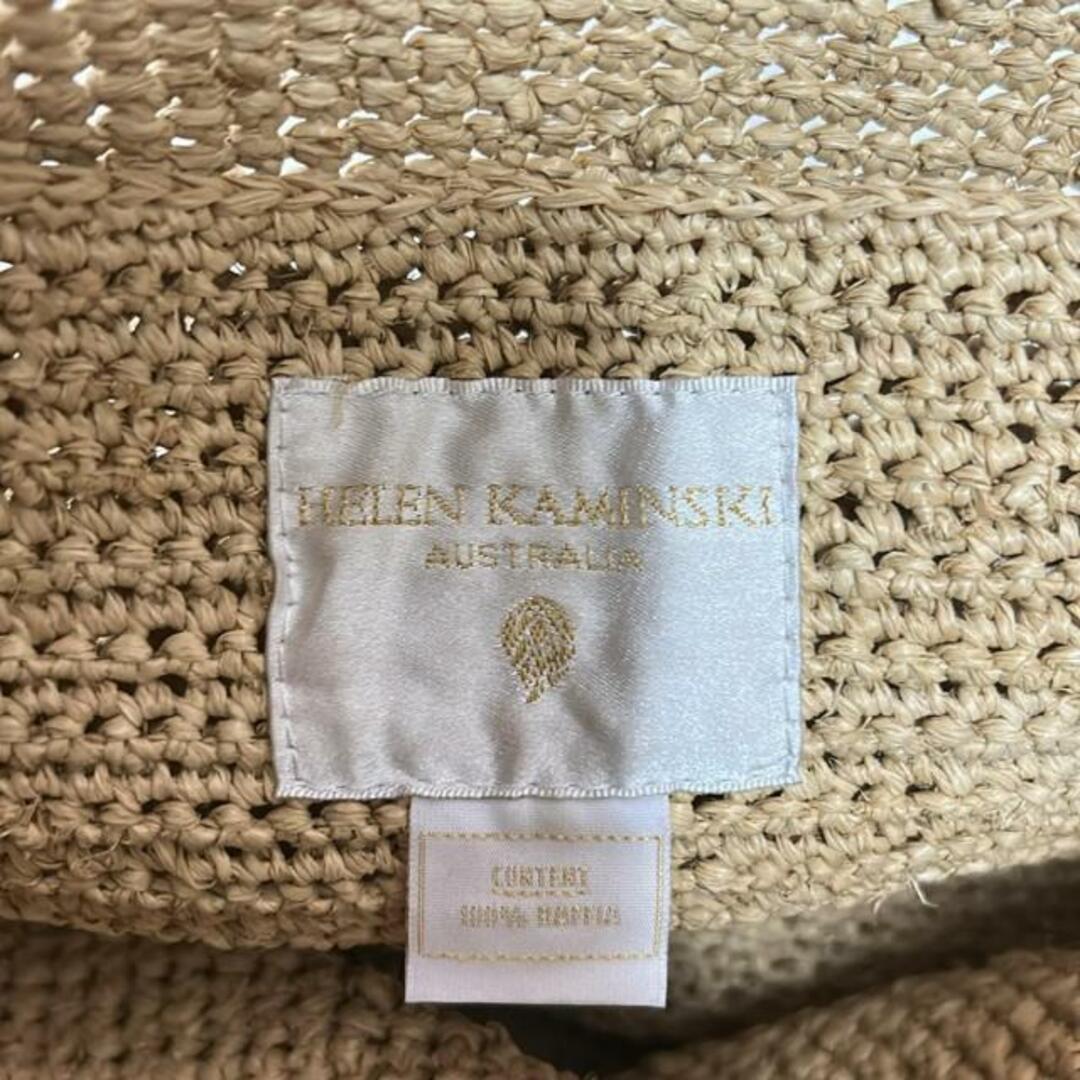 HELEN KAMINSKI
AUSTRALIA
CONTENT
100% RAFFIA